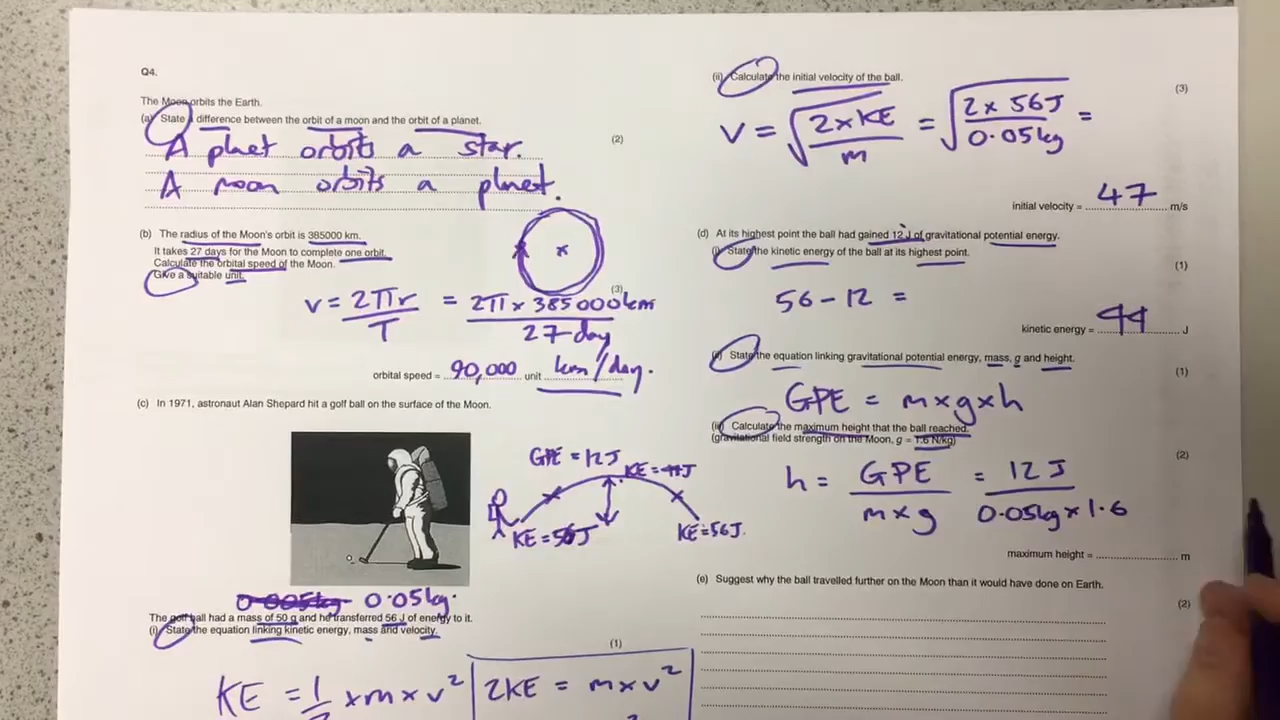 Q4.
The Moon orbits the Earth.
(a) State a difference between the orbit of a moon and the orbit of a planet.
(2)
A planet orbits a star.
A moon orbits a planet.
(b) The radius of the Moon's orbit is 385000 km.
It takes 27 days for the Moon to complete one orbit.
Calculate the orbital speed of the Moon.
Give a suitable unit.
(3)
v = 2πr / T = 2π × 385000km / 27 day
orbital speed = 90,000 unit km/day.
(c) In 1971, astronaut Alan Shepard hit a golf ball on the surface of the Moon.
GPE = 12J
KE = 44J
KE = 56J
KE = 56J.
0.005kg 0.05kg.
The golf ball had a mass of 50 g and he transferred 56 J of energy to it.
(i) State the equation linking kinetic energy, mass and velocity.
(1)
KE = 1/2 × m × v²
2KE = m × v²
(ii) Calculate the initial velocity of the ball.
(3)
v = √(2 × KE / m) = √(2 × 56J / 0.05kg) =
initial velocity = 47 m/s
(d) At its highest point the ball had gained 12 J of gravitational potential energy.
(i) State the kinetic energy of the ball at its highest point.
(1)
56 - 12 =
kinetic energy = 44 J
(ii) State the equation linking gravitational potential energy, mass, g and height.
(1)
GPE = m × g × h
(iii) Calculate the maximum height that the ball reached.
(gravitational field strength on the Moon, g = 1.6 N/kg)
(2)
h = GPE / m × g = 12J / 0.05kg × 1.6
maximum height = m
(e) Suggest why the ball travelled further on the Moon than it would have done on Earth.
(2)